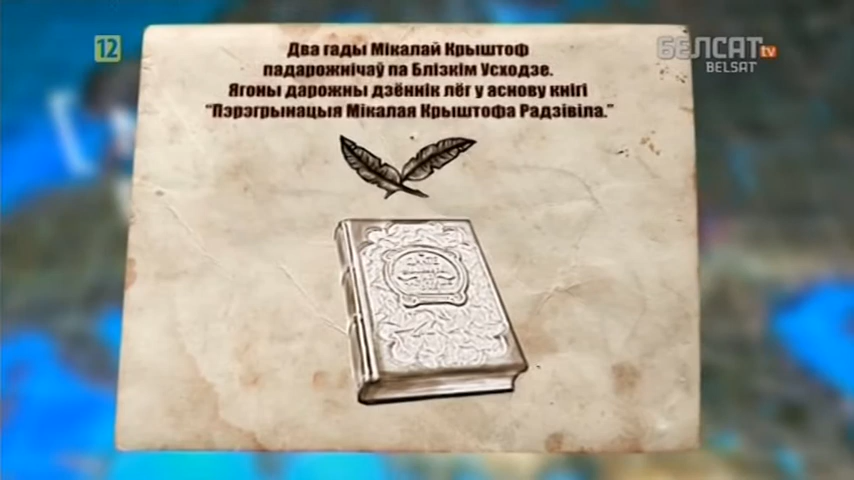 12
БЕЛСАТ tv
BELSAT
Два гады Мікалай Крыштоф
падарожнічаў па Блізкім Усходзе.
Ягоны дарожны дзённік лёг у аснову кнігі
“Пэрэгрынацыя Мікалая Крыштофа Радзівіла.”